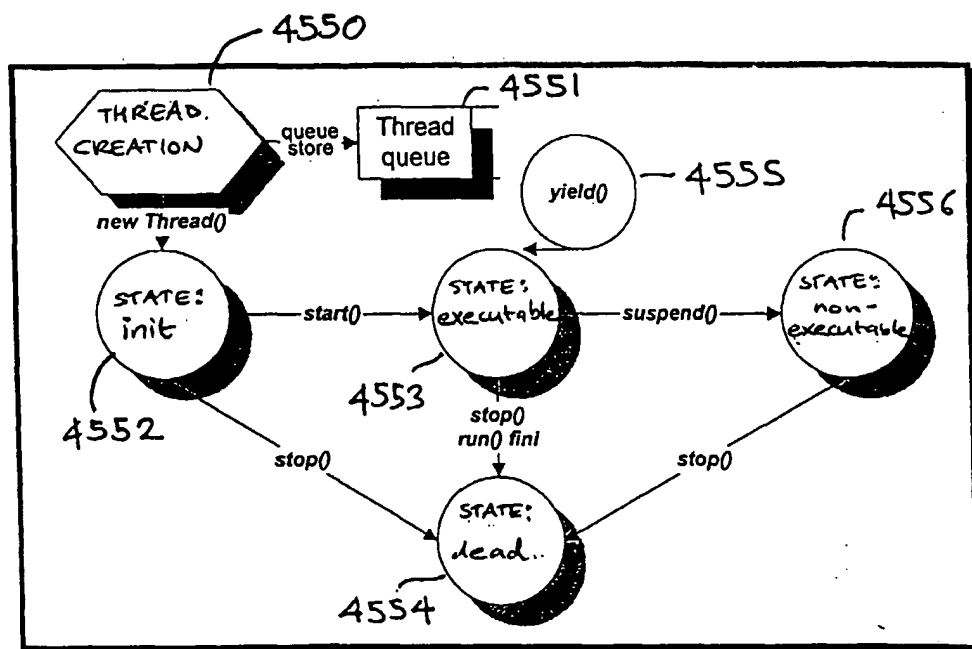 4550
4551
THREAD.
CREATION
queue
store
Thread
queue
yield()
4555
4556
new Thread()
STATE:
init
start()
STATE:
executable
suspend()
STATE:
non-
executable
4552
4553
stop()
run() fini
stop()
stop()
STATE:
dead..
4554